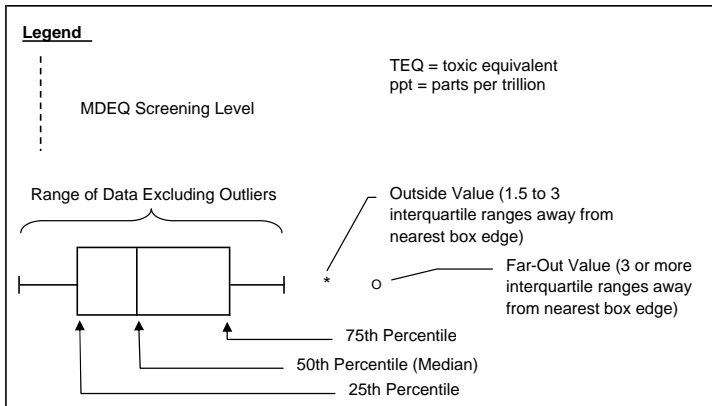 Legend
TEQ = toxic equivalent
ppt = parts per trillion
MDEQ Screening Level
Range of Data Excluding Outliers
Outside Value (1.5 to 3
interquartile ranges away from
nearest box edge)
*
o
Far-Out Value (3 or more
interquartile ranges away
from nearest box edge)
75th Percentile
50th Percentile (Median)
25th Percentile